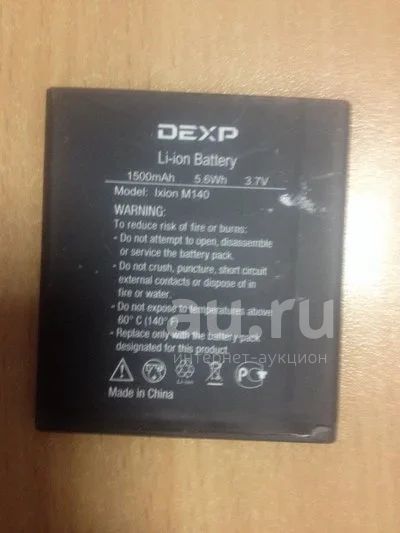 DEXP
Li-ion Battery
1500mAh 5.6Wh 3.7V
Model: Ixion M140
WARNING:
To reduce risk of fire or burns:
- Do not attempt to open, disassemble
or service the battery pack.
- Do not crush, puncture, short circuit
external contacts or dispose of in
fire or water.
- Do not expose to temperatures above
60° C (140° F)
- Replace only with the battery pack
designated for this product.
Li-ion
Made in China
au.ru
интернет-аукцион